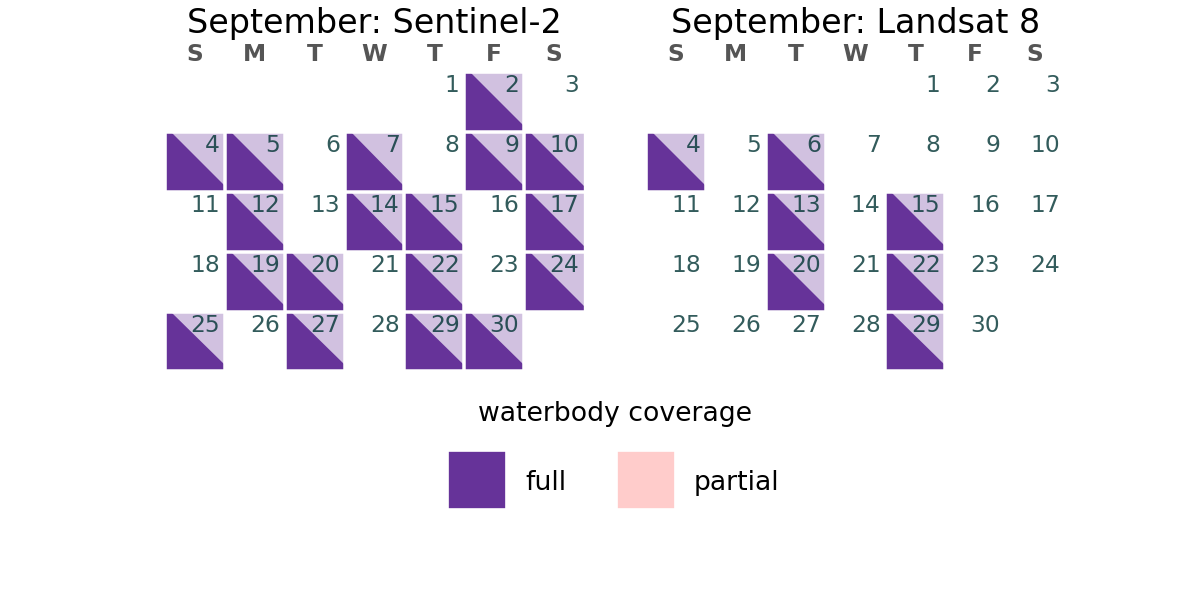 September: Sentinel-2
S M T W T F S
1 2 3
4 5 6 7 8 9 10
11 12 13 14 15 16 17
18 19 20 21 22 23 24
25 26 27 28 29 30
September: Landsat 8
S M T W T F S
1 2 3
4 5 6 7 8 9 10
11 12 13 14 15 16 17
18 19 20 21 22 23 24
25 26 27 28 29 30
waterbody coverage
full partial